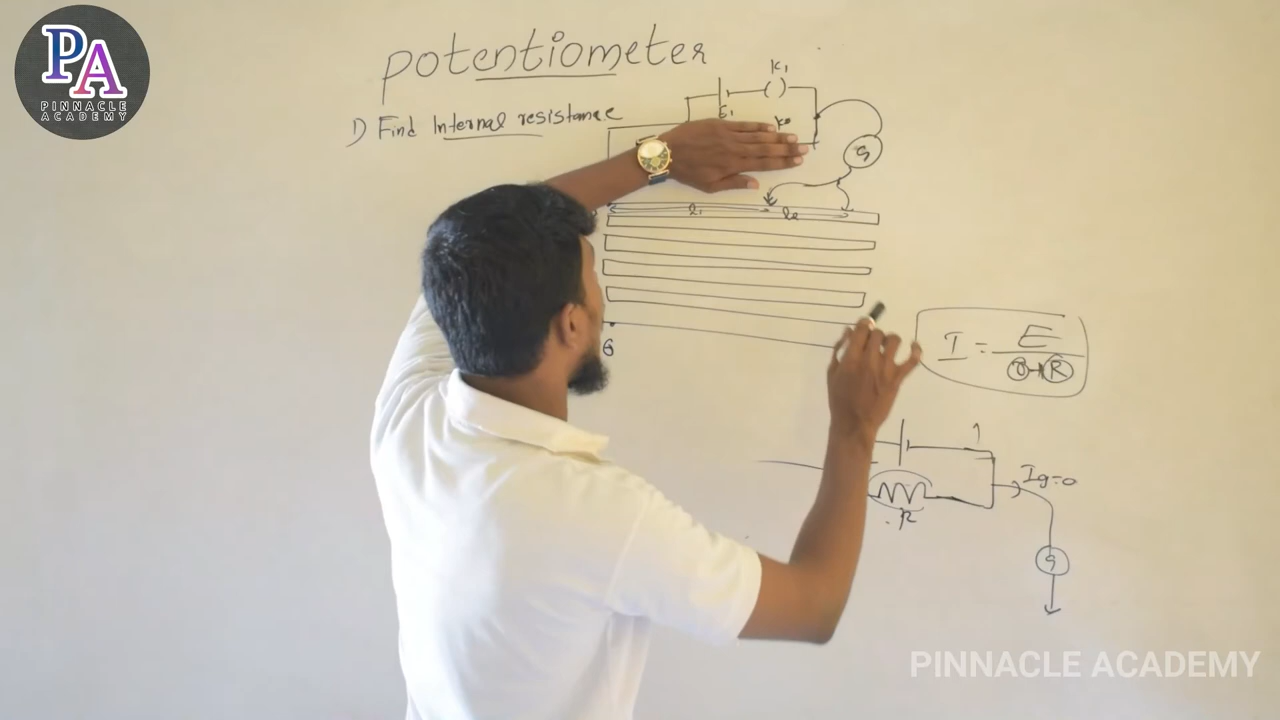 PA
PINNACLE
ACADEMY
potentiometer
1) Find Internal resistance
K₁
E₁
G
l₁
l₂
B
I = E
r+R
Ig=0
R
G
PINNACLE ACADEMY